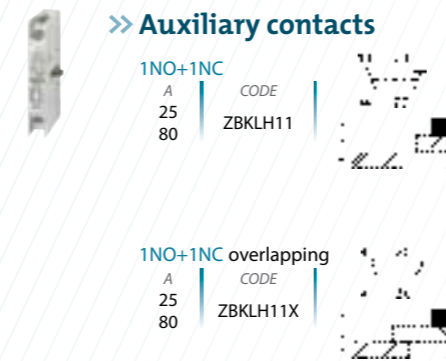 >> Auxiliary contacts
1NO+1NC
A CODE
25
ZBKLH11
80
1NO+1NC overlapping
A CODE
25
ZBKLH11X
80